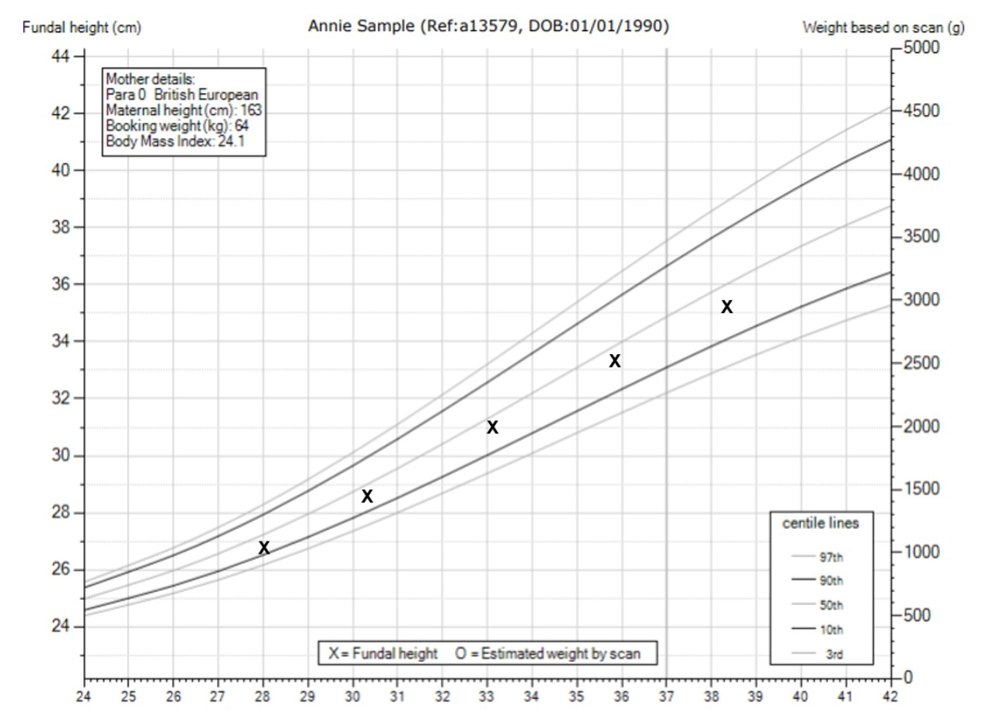 Fundal height (cm)
Annie Sample (Ref:a13579, DOB:01/01/1990)
Weight based on scan (g)
Mother details:
Para 0 British European
Maternal height (cm): 163
Booking weight (kg): 64
Body Mass Index: 24.1
44
42
40
38
36
34
32
30
28
26
24
5000
4500
4000
3500
3000
2500
2000
1500
1000
500
0
X
X
X
X
X
centile lines
97th
90th
50th
10th
3rd
X = Fundal height O = Estimated weight by scan
24 25 26 27 28 29 30 31 32 33 34 35 36 37 38 39 40 41 42